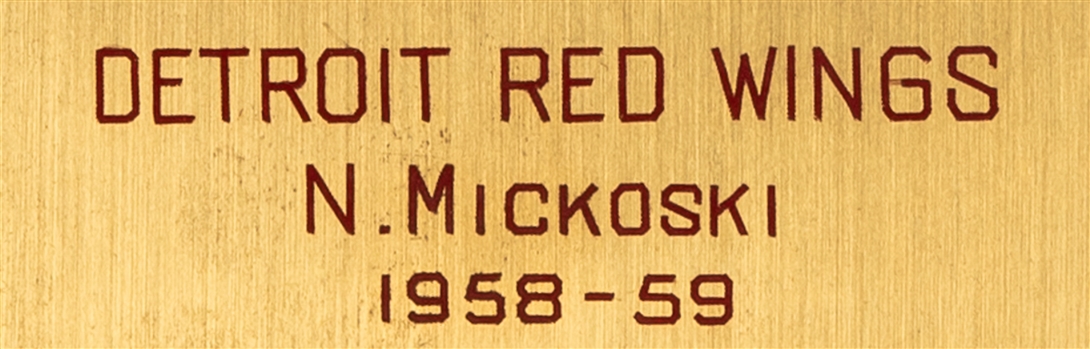 DETROIT RED WINGS
N. MICKOSKI
1958-59